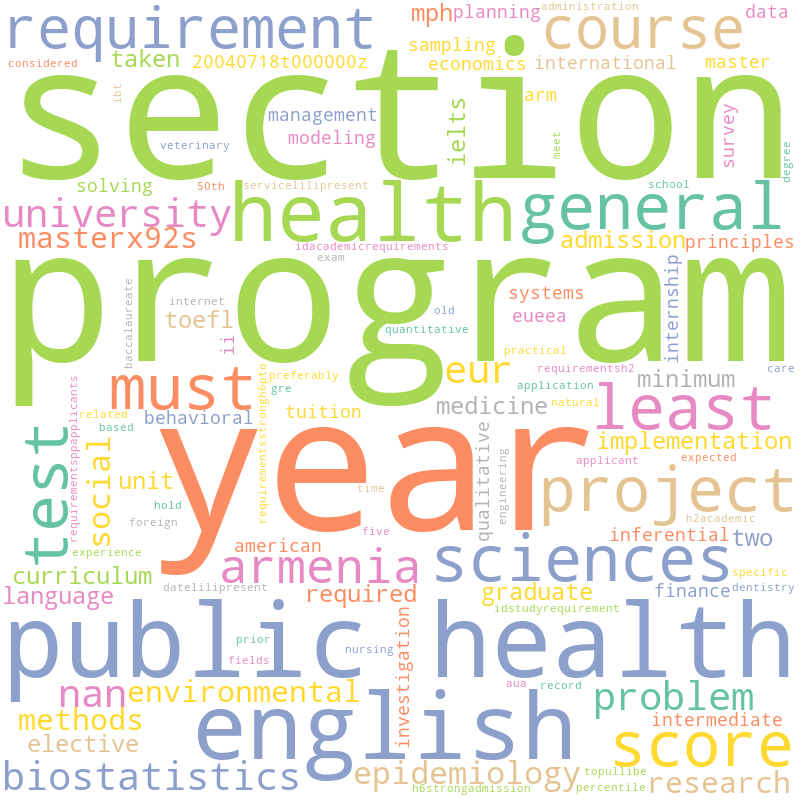 requirement
mph
planning
administration
course
data
considered
taken
20040718t000000z
sampling
economics
international
master
section
ibt
veterinary
management
modeling
ielts
arm
meet
survey
degree
solving
50th
servicelilipresent
school
university
health
general
masterx92s
idacademicrequirements
exam
admission
principles
program
baccalaureate
internet
toefl
ii
old
quantitative
systems
eueea
internship
practical
requirementsh2
care
must
eur
preferably
gre
application
natural
minimum
least
requirementsppapplicants
related
based
behavioral
requirementsstrongh6pto
tuition
medicine
year
test
social
unit
hold
foreign
experience
time
five
qualitative
engineering
applicant
expected
implementation
project
h2academic
american
inferential
two
curriculum
armenia
sciences
specific
language
datelilipresent
required
graduate
idstudyrequirement
finance
dentistry
public health
prior
fields
nursing
investigation
nan
environmental
aua
record
problem
methods
english
intermediate
elective
score
biostatistics
epidemiology
topullibe
research
h6strongadmission
percentile